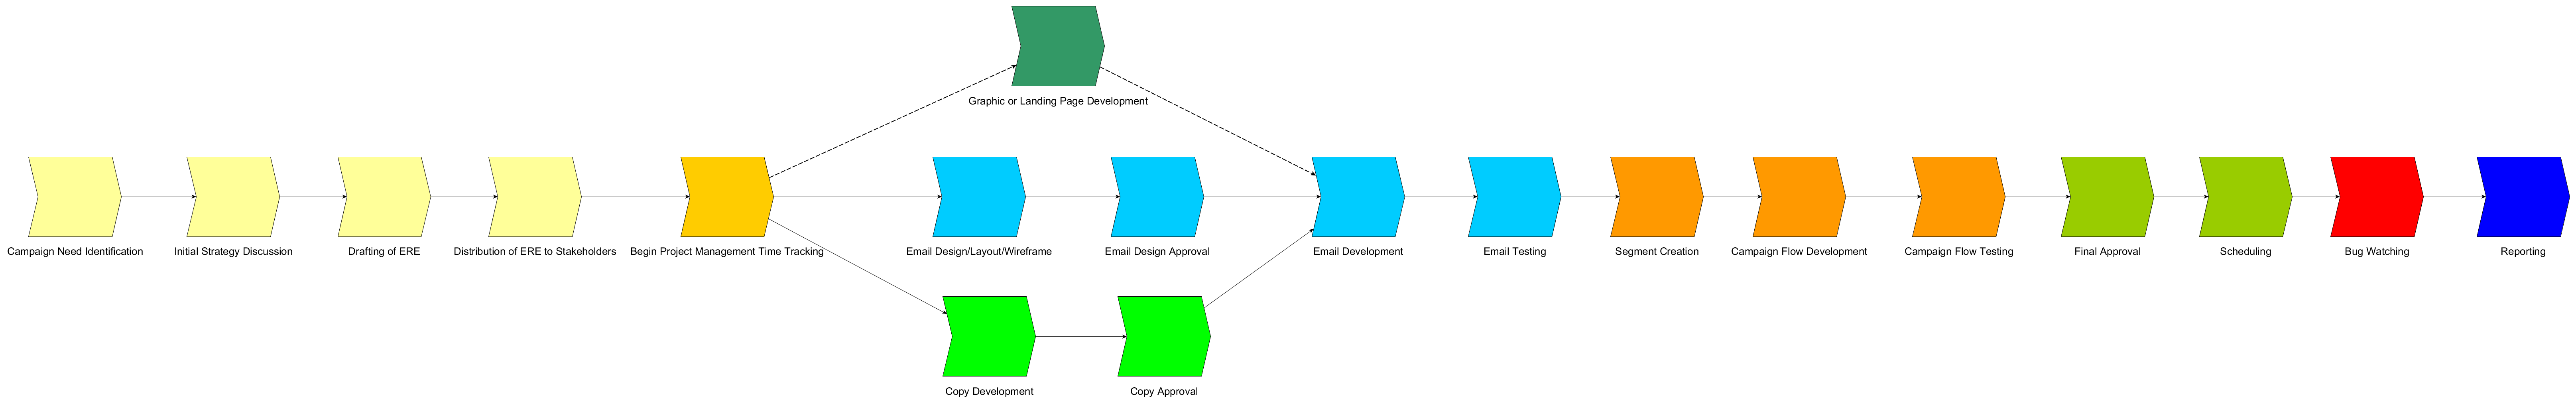 Graphic or Landing Page Development
Campaign Need Identification
Initial Strategy Discussion
Drafting of ERE
Distribution of ERE to Stakeholders
Begin Project Management Time Tracking
Email Design/Layout/Wireframe
Email Design Approval
Email Development
Email Testing
Segment Creation
Campaign Flow Development
Campaign Flow Testing
Final Approval
Scheduling
Bug Watching
Reporting
Copy Development
Copy Approval